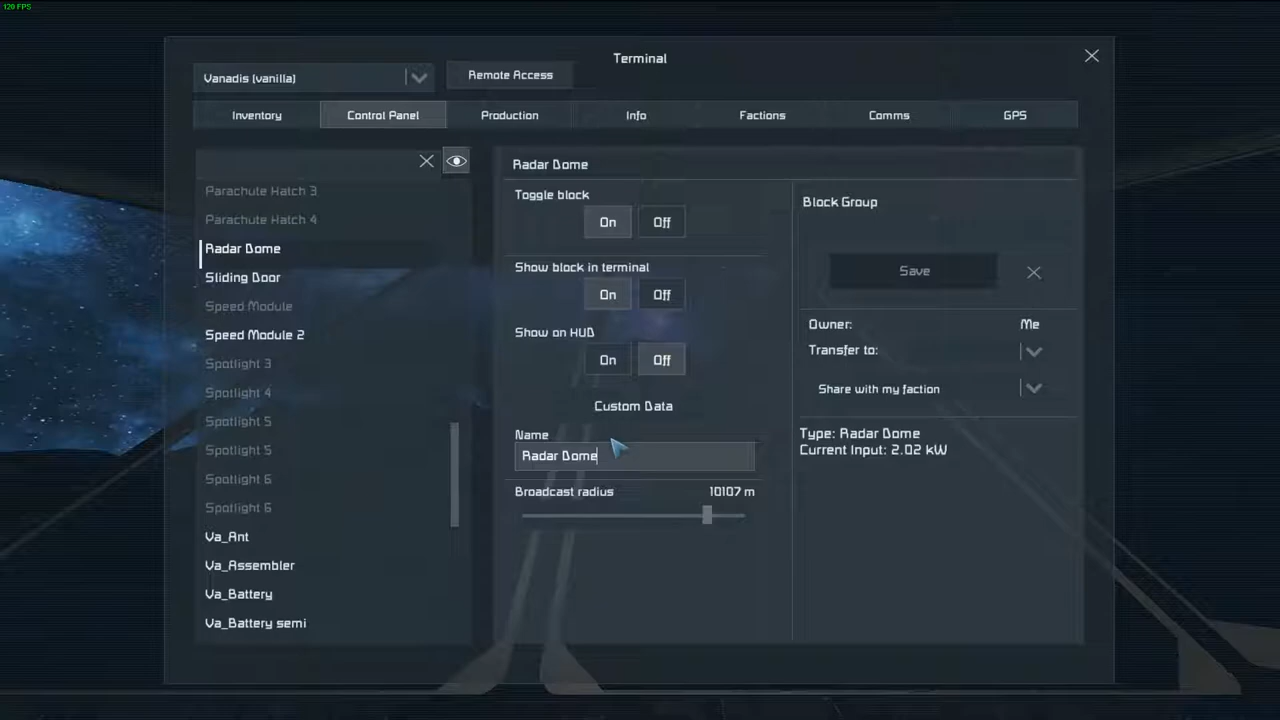 120 FPS
Terminal
Vanadis (vanilla)
Remote Access
Inventory
Control Panel
Production
Info
Factions
Comms
GPS
Parachute Hatch 3
Parachute Hatch 4
Radar Dome
Sliding Door
Speed Module
Speed Module 2
Spotlight 3
Spotlight 4
Spotlight 5
Spotlight 5
Spotlight 6
Spotlight 6
Va_Ant
Va_Assembler
Va_Battery
Va_Battery semi
Radar Dome
Toggle block
On Off
Show block in terminal
On Off
Show on HUD
On Off
Custom Data
Name
Radar Dome
Broadcast radius 10107 m
Block Group
Save
Owner: Me
Transfer to:
Share with my faction
Type: Radar Dome
Current Input: 2.02 kW